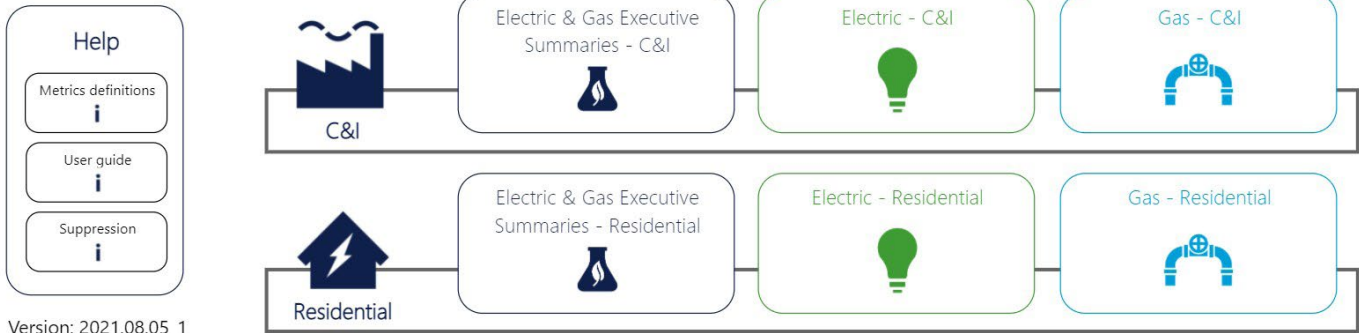 Help
Metrics definitions
i
User guide
i
Suppression
i
Version: 2021.08.05_1
C&I
Electric & Gas Executive
Summaries - C&I
Electric - C&I
Gas - C&I
Residential
Electric & Gas Executive
Summaries - Residential
Electric - Residential
Gas - Residential